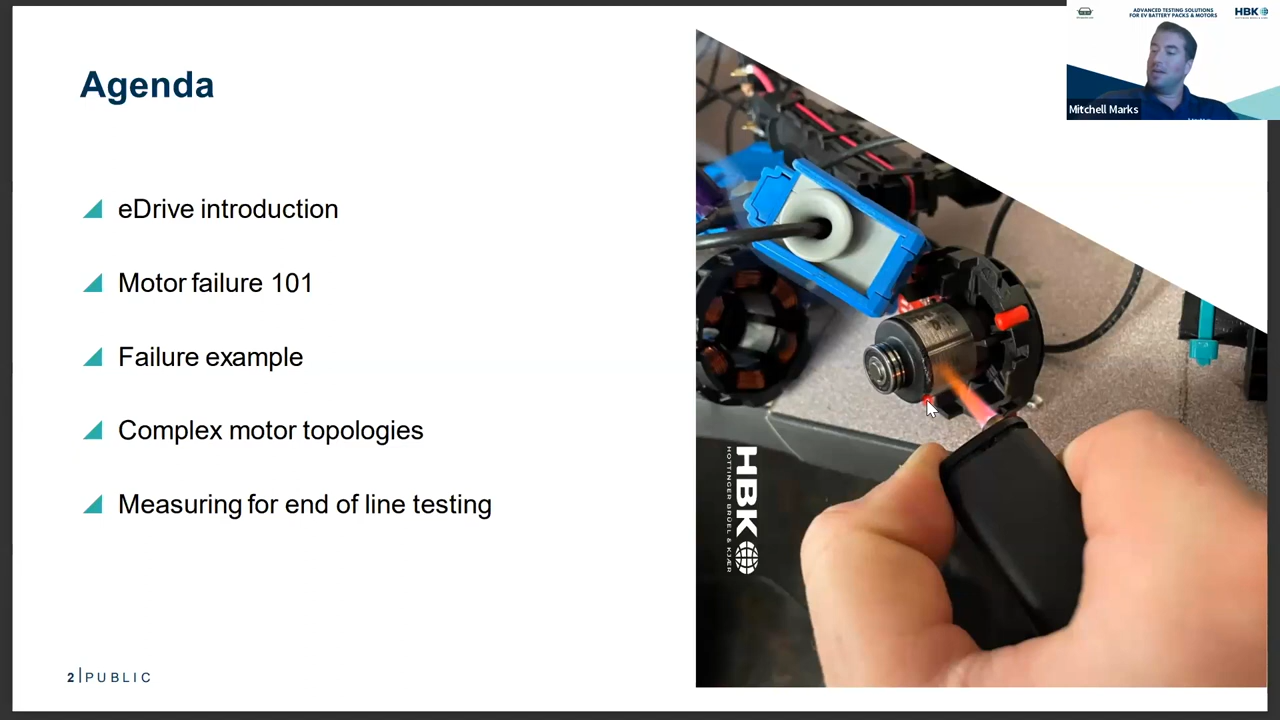 Agenda
eDrive introduction
Motor failure 101
Failure example
Complex motor topologies
Measuring for end of line testing
2 | PUBLIC
HBK
HOTTINGER BRÜEL & KJÆR
ADVANCED TESTING SOLUTIONS
FOR EV BATTERY PACKS & MOTORS
HBK
Mitchell Marks